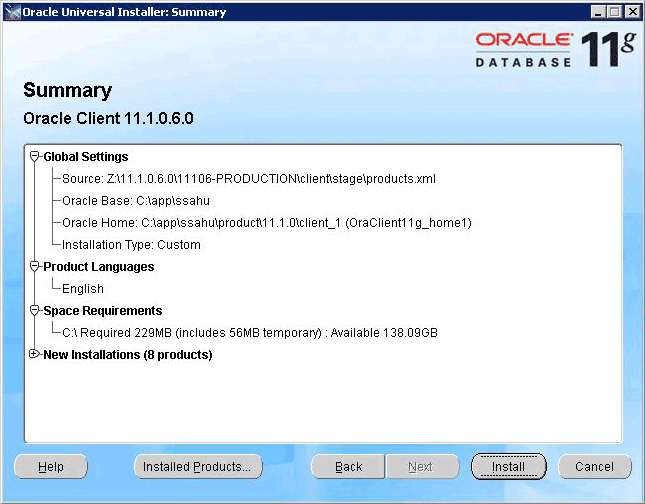 Oracle Universal Installer: Summary
ORACLE
DATABASE 11g
Summary
Oracle Client 11.1.0.6.0
Global Settings
Source: Z:\11.1.0.6.0\11106-PRODUCTION\client\stage\products.xml
Oracle Base: C:\app\ssahu
Oracle Home: C:\app\ssahu\product\11.1.0\client_1 (OraClient11g_home1)
Installation Type: Custom
Product Languages
English
Space Requirements
C:\ Required 229MB (includes 56MB temporary) : Available 138.09GB
New Installations (8 products)
Help Installed Products... Back Next Install Cancel